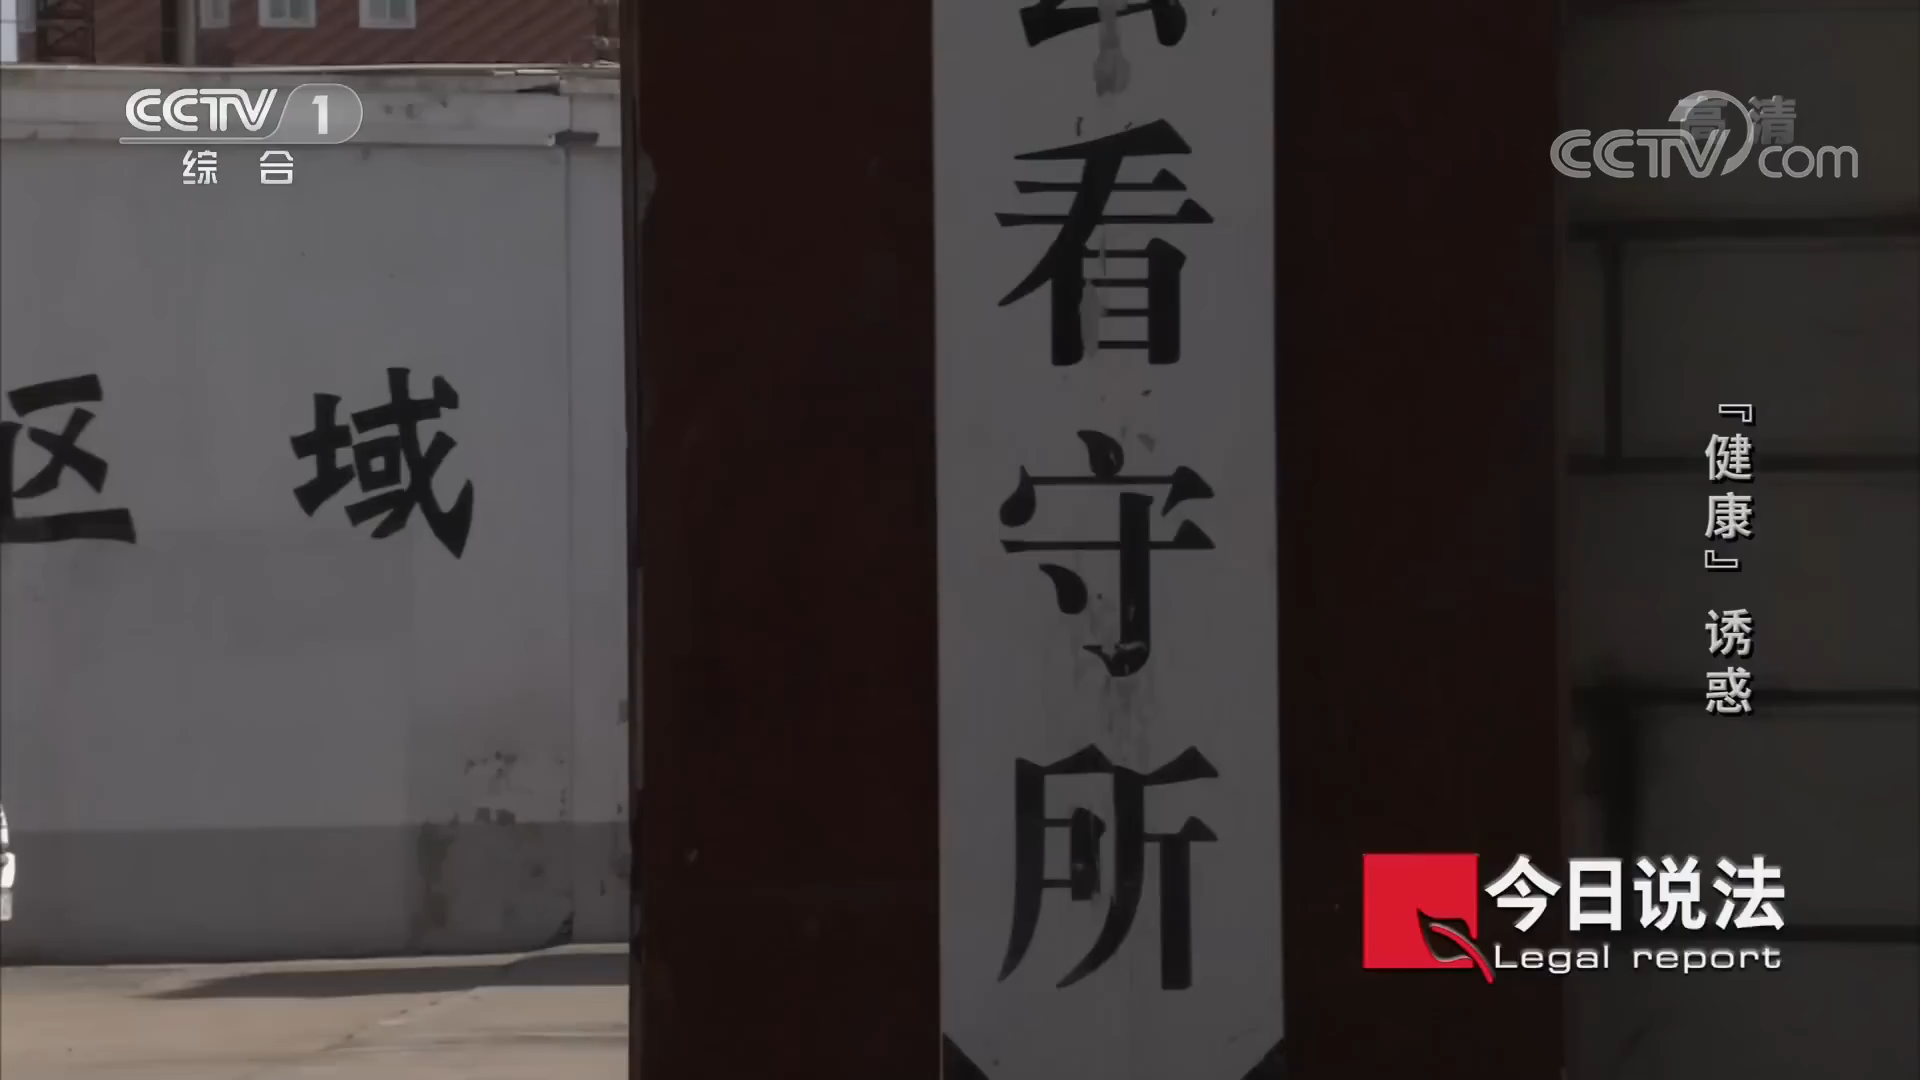 CCTV 1
综合
高清
CCTV.com
区域
看守所
『健康』诱惑
今日说法
Legal report